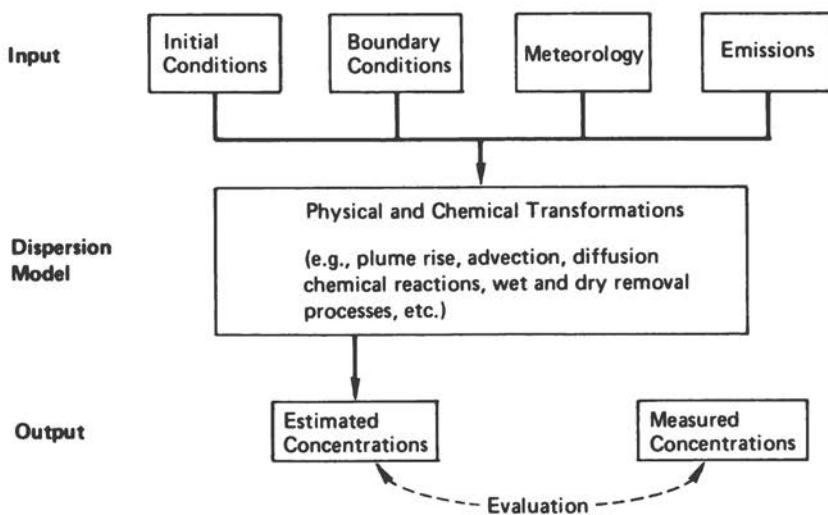 Input
Initial
Conditions
Boundary
Conditions
Meteorology
Emissions
Dispersion
Model
Physical and Chemical Transformations
(e.g., plume rise, advection, diffusion
chemical reactions, wet and dry removal
processes, etc.)
Output
Estimated
Concentrations
Measured
Concentrations
Evaluation